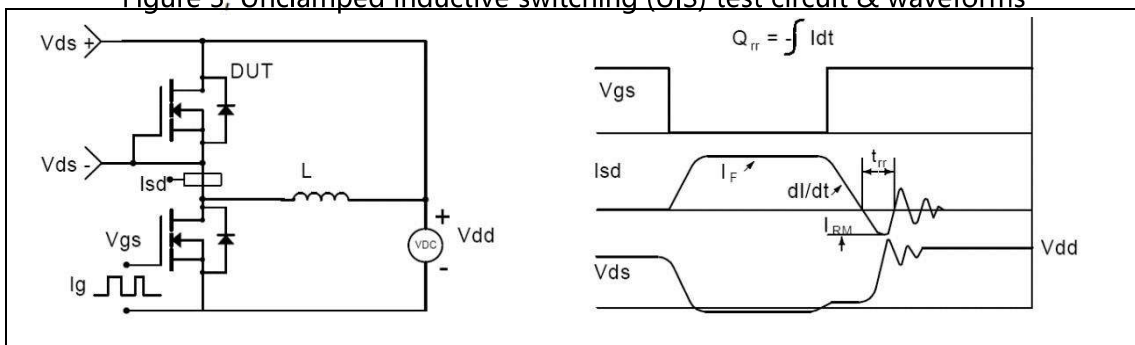 Figure 3, Unclamped inductive switching (UIS) test circuit & waveforms
Vds +
DUT
Vds -
Isd
L
Vgs
Ig
+
VDC
-
Vdd
Qrr = -∫ Idt
Vgs
Isd
IF
dI/dt
trr
IRM
Vds
Vdd